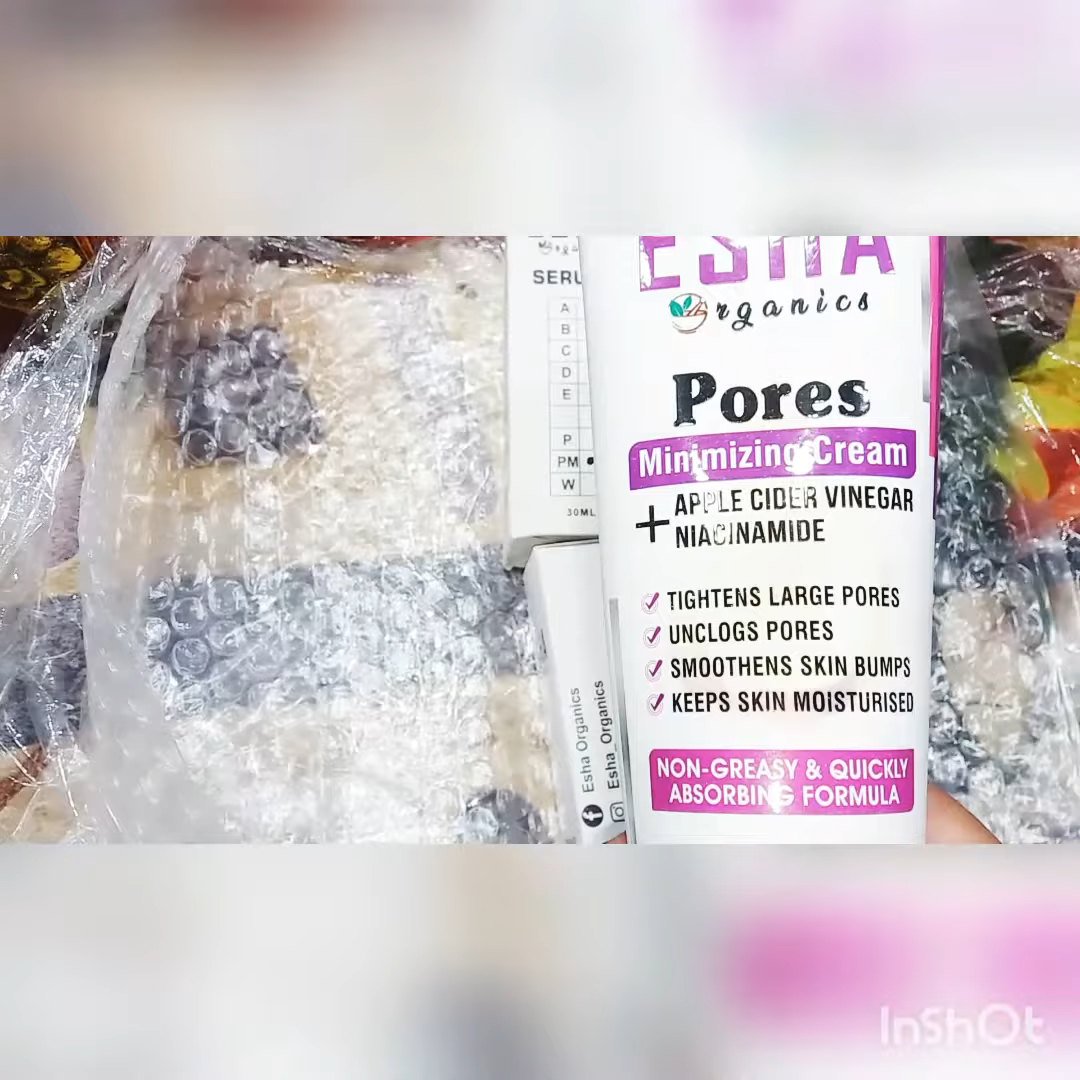 ESHA
Organics
Pores
Minimizing Cream
+ APPLE CIDER VINEGAR
NIACINAMIDE
TIGHTENS LARGE PORES
UNCLOGS PORES
SMOOTHENS SKIN BUMPS
KEEPS SKIN MOISTURISED
NON-GREASY & QUICKLY
ABSORBING FORMULA
SERU
A
B
C
D
E
P
PM
W
30ML
Esha Organics
Esha_Organics
InShOt